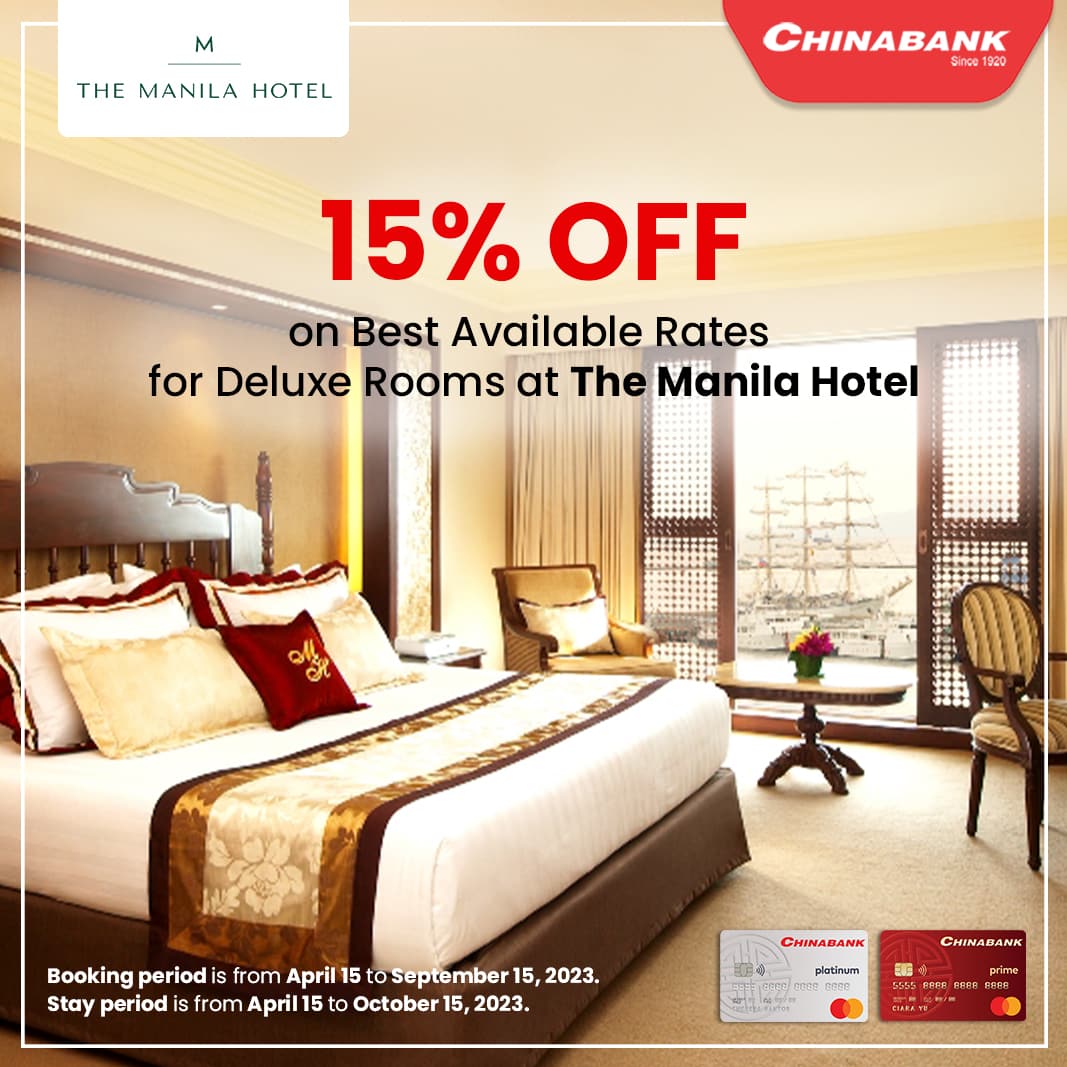 M
THE MANILA HOTEL
CHINABANK
Since 1920
15% OFF
on Best Available Rates
for Deluxe Rooms at The Manila Hotel
MH
Booking period is from April 15 to September 15, 2023.
Stay period is from April 15 to October 15, 2023.
CHINABANK
platinum
CHINABANK
prime
5555 8888 8888 8888
CIARA YU